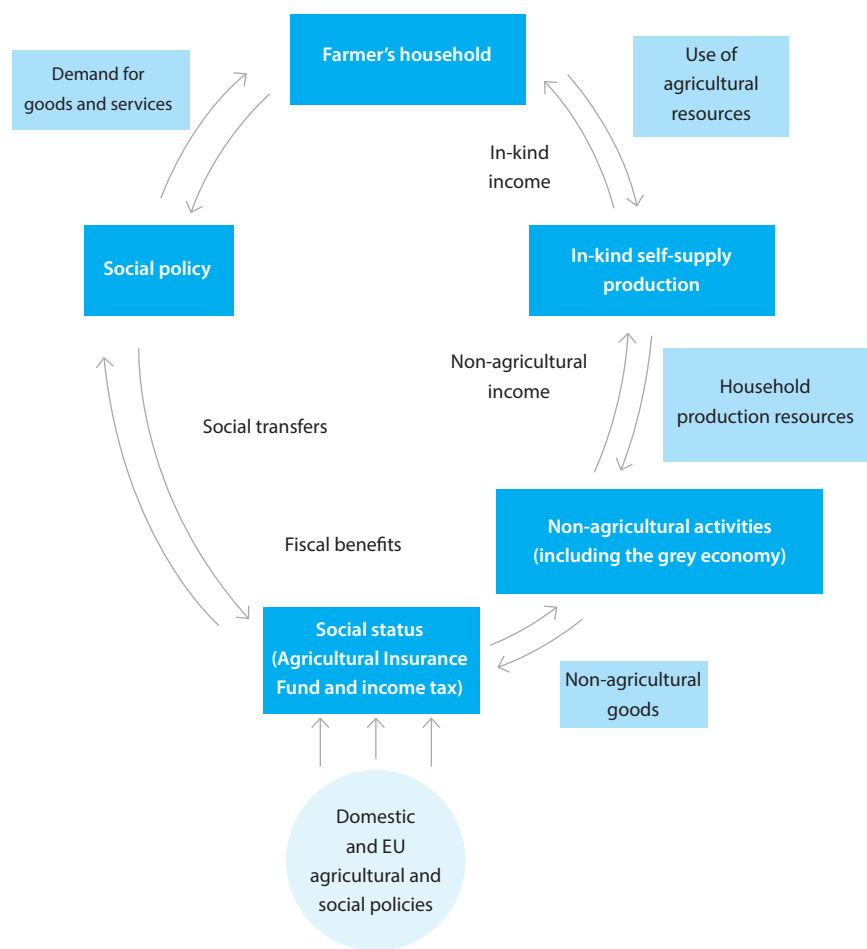 Farmer's household
Demand for
goods and services
Use of
agricultural
resources
In-kind
income
Social policy
In-kind self-supply
production
Non-agricultural
income
Household
production resources
Social transfers
Fiscal benefits
Non-agricultural activities
(including the grey economy)
Social status
(Agricultural Insurance
Fund and income tax)
Non-agricultural
goods
Domestic
and EU
agricultural and
social policies